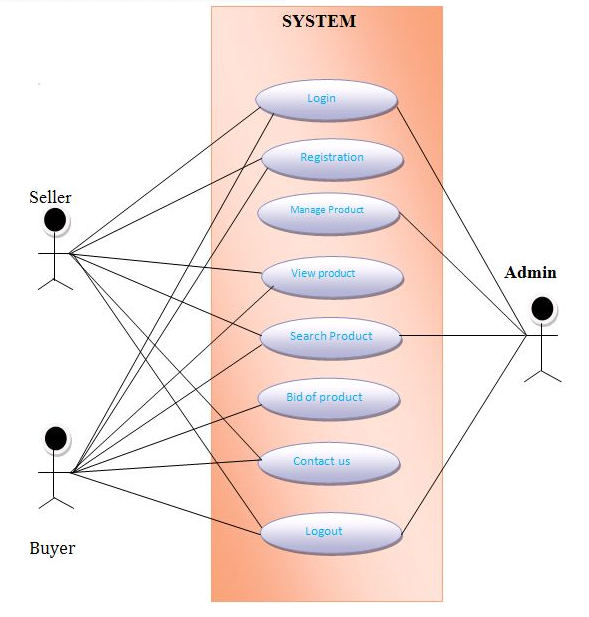 SYSTEM
Login
Registration
Seller
Manage Product
View product
Admin
Search Product
Bid of product
Contact us
Logout
Buyer